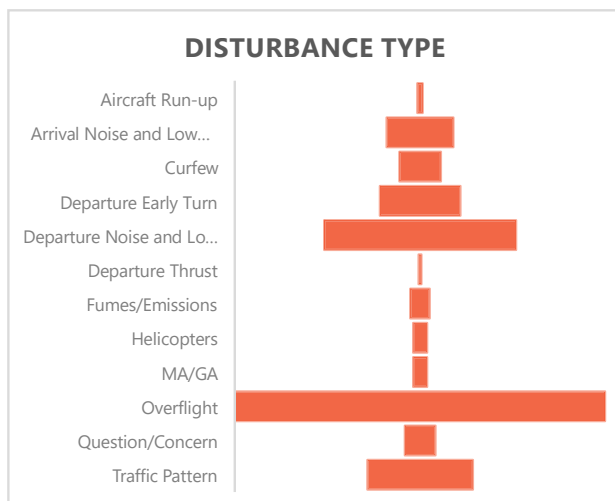 DISTURBANCE TYPE
Aircraft Run-up
Arrival Noise and Low...
Curfew
Departure Early Turn
Departure Noise and Lo...
Departure Thrust
Fumes/Emissions
Helicopters
MA/GA
Overflight
Question/Concern
Traffic Pattern